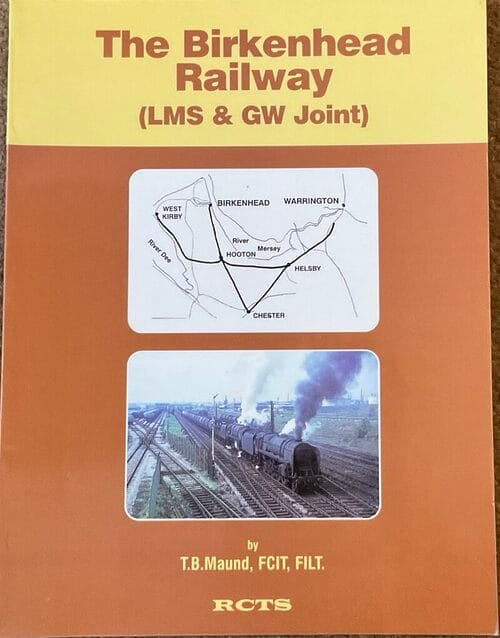 The Birkenhead
Railway
(LMS & GW Joint)
WEST
KIRBY
BIRKENHEAD
WARRINGTON
River Dee
River
Mersey
HOOTON
HELSBY
CHESTER
by
T.B.Maund, FCIT, FILT.
RCTS